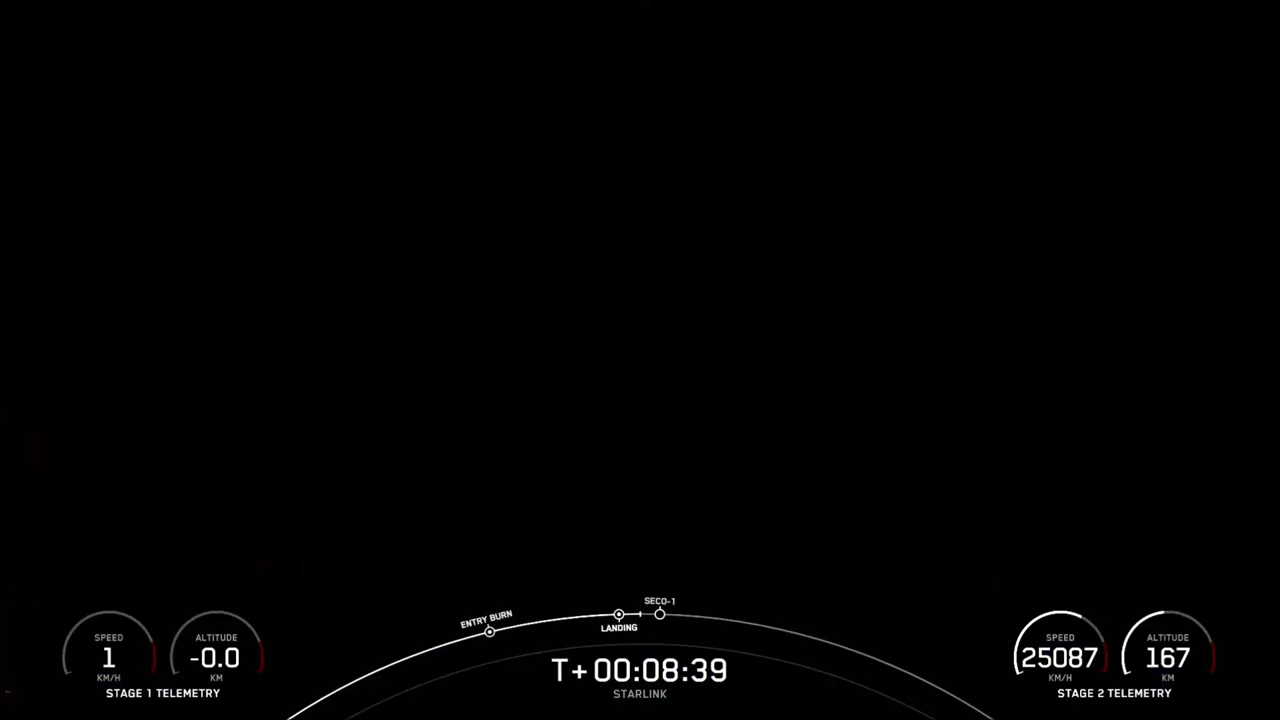 ENTRY BURN
LANDING
SECO-1
SPEED
1
KM/H
ALTITUDE
-0.0
KM
STAGE 1 TELEMETRY
T+00:08:39
STARLINK
SPEED
25087
KM/H
ALTITUDE
167
KM
STAGE 2 TELEMETRY